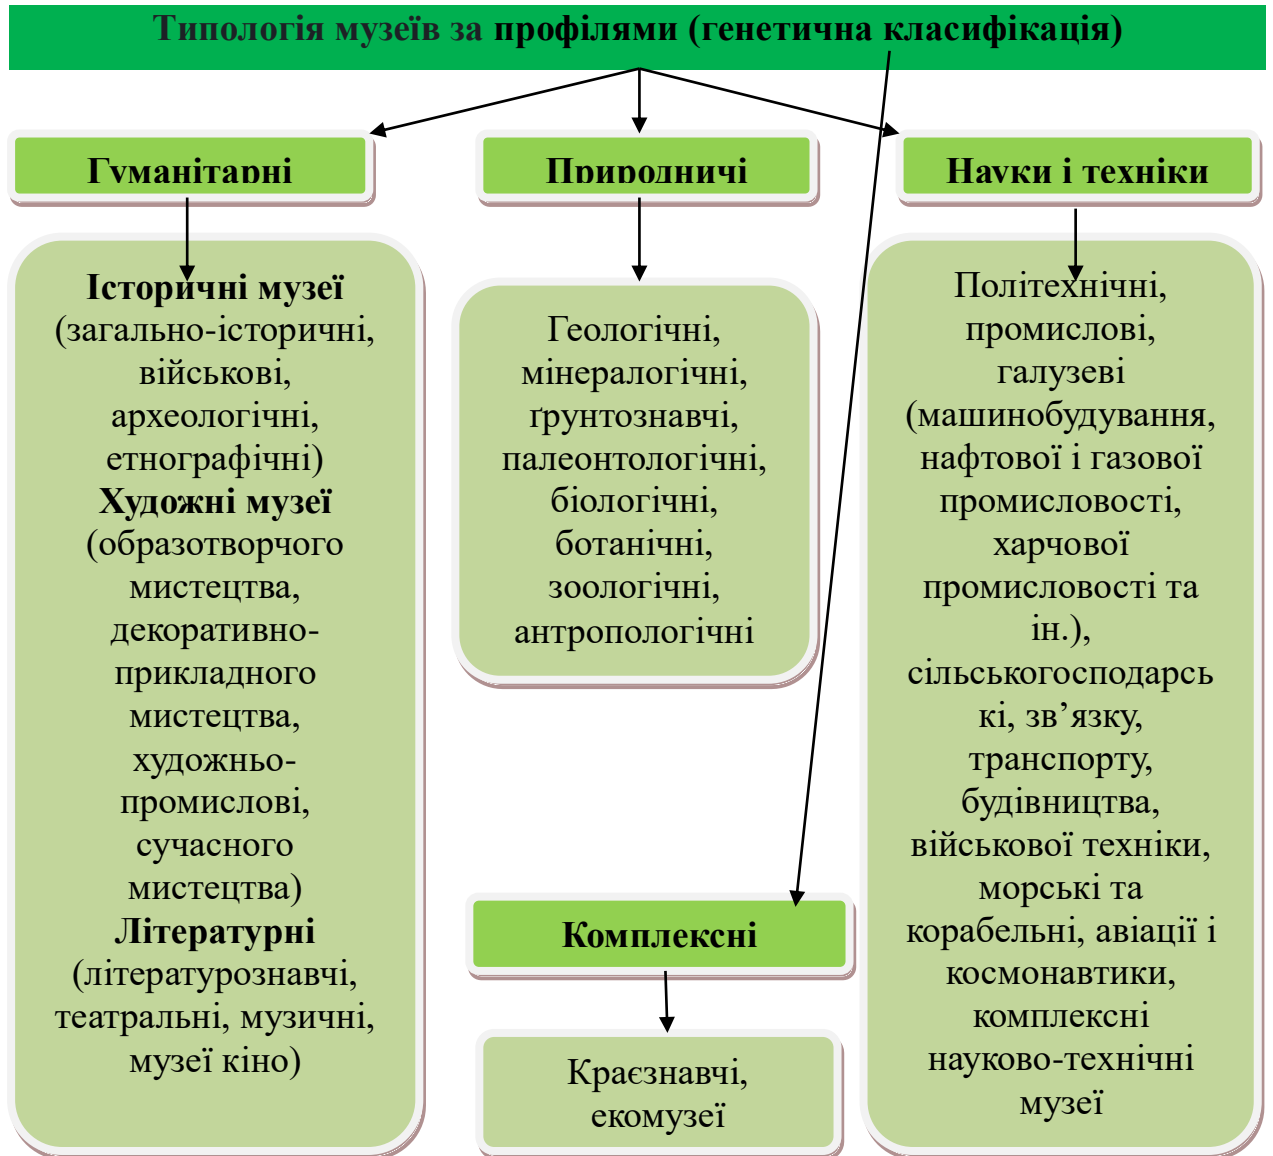 Типологія музеїв за профілями (генетична класифікація)
Гуманітарні
Природничі
Науки і техніки
Історичні музеї
(загально-історичні,
військові,
археологічні,
етнографічні)
Художні музеї
(образотворчого
мистецтва,
декоративно-
прикладного
мистецтва,
художньо-
промислові,
сучасного
мистецтва)
Літературні
(літературознавчі,
театральні, музичні,
музеї кіно)
Геологічні,
мінералогічні,
ґрунтознавчі,
палеонтологічні,
біологічні,
ботанічні,
зоологічні,
антропологічні
Політехнічні,
промислові,
галузеві
(машинобудування,
нафтової і газової
промисловості,
харчової
промисловості та
ін.),
сільськогосподарсь
кі, зв’язку,
транспорту,
будівництва,
військової техніки,
морські та
корабельні, авіації і
космонавтики,
комплексні
науково-технічні
музеї
Комплексні
Краєзнавчі,
екомузеї